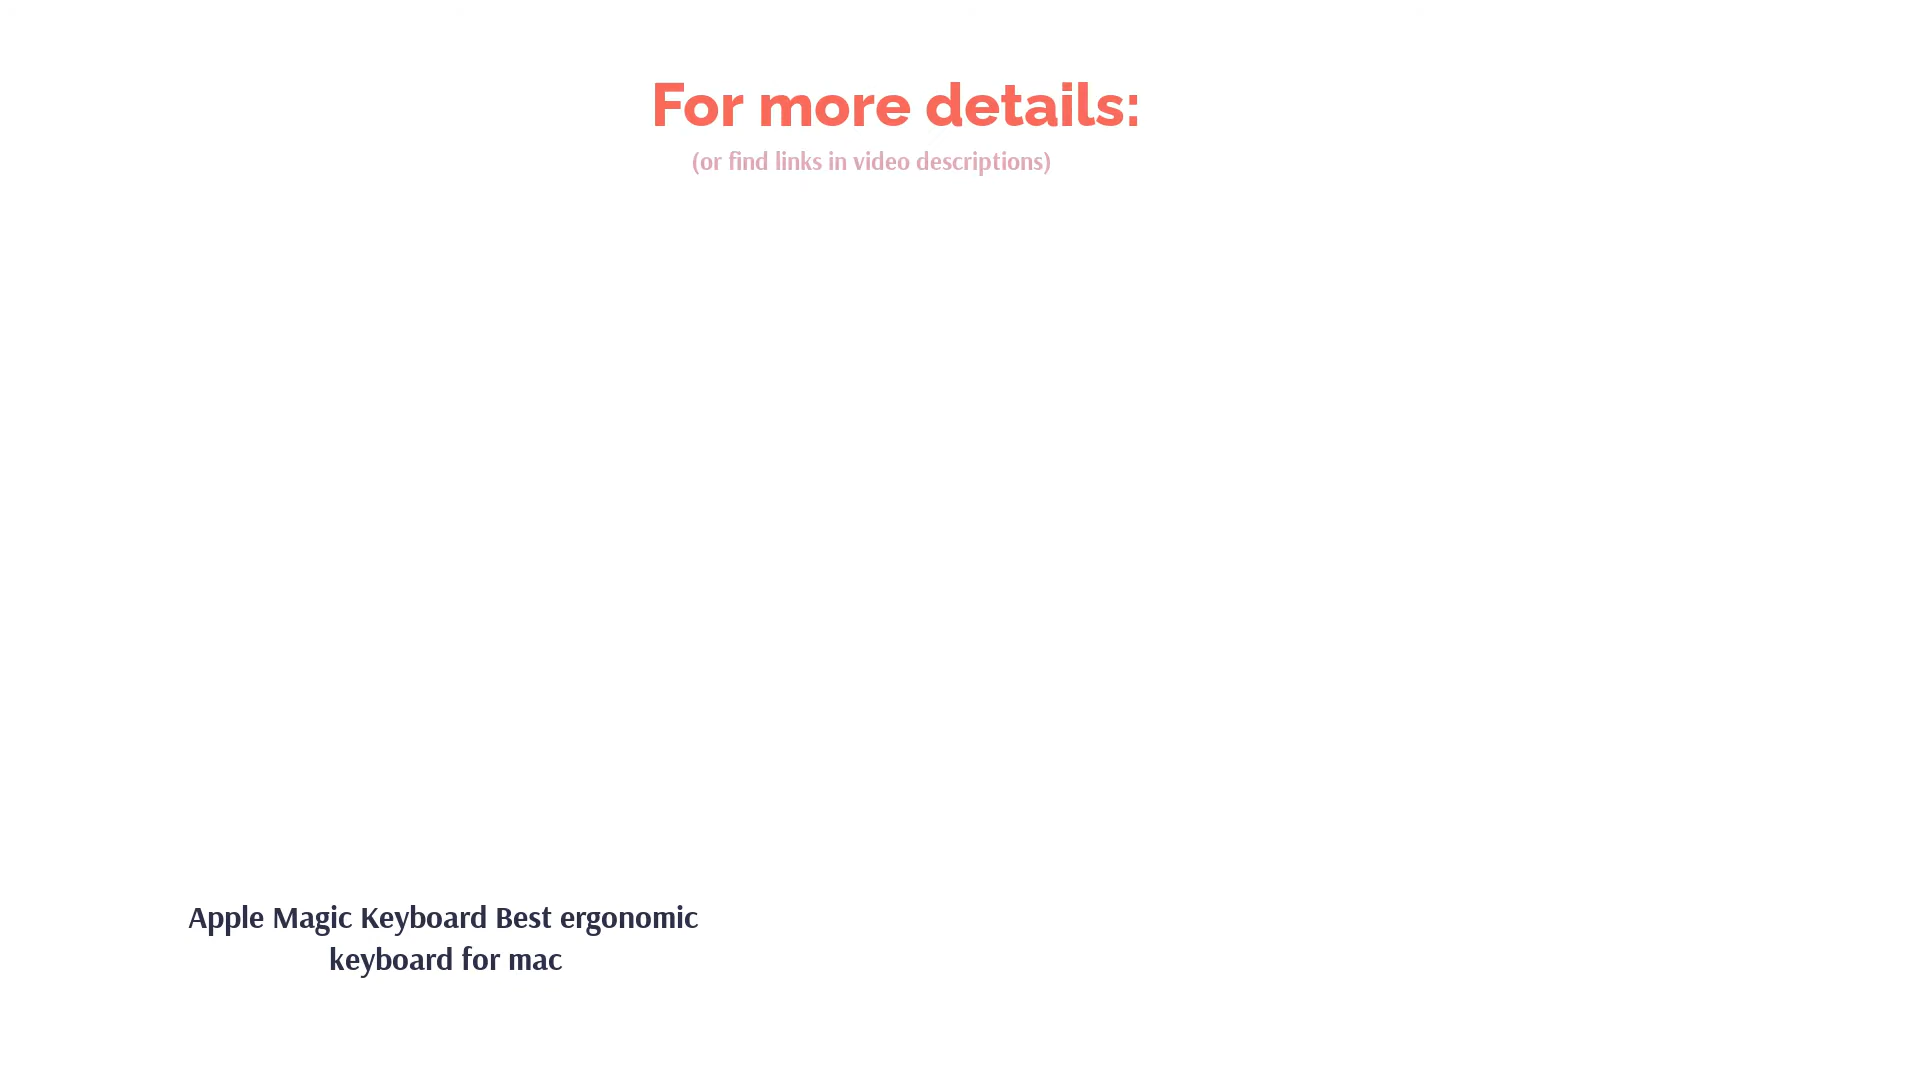 For more details:
(or find links in video descriptions)
Apple Magic Keyboard Best ergonomic
keyboard for mac